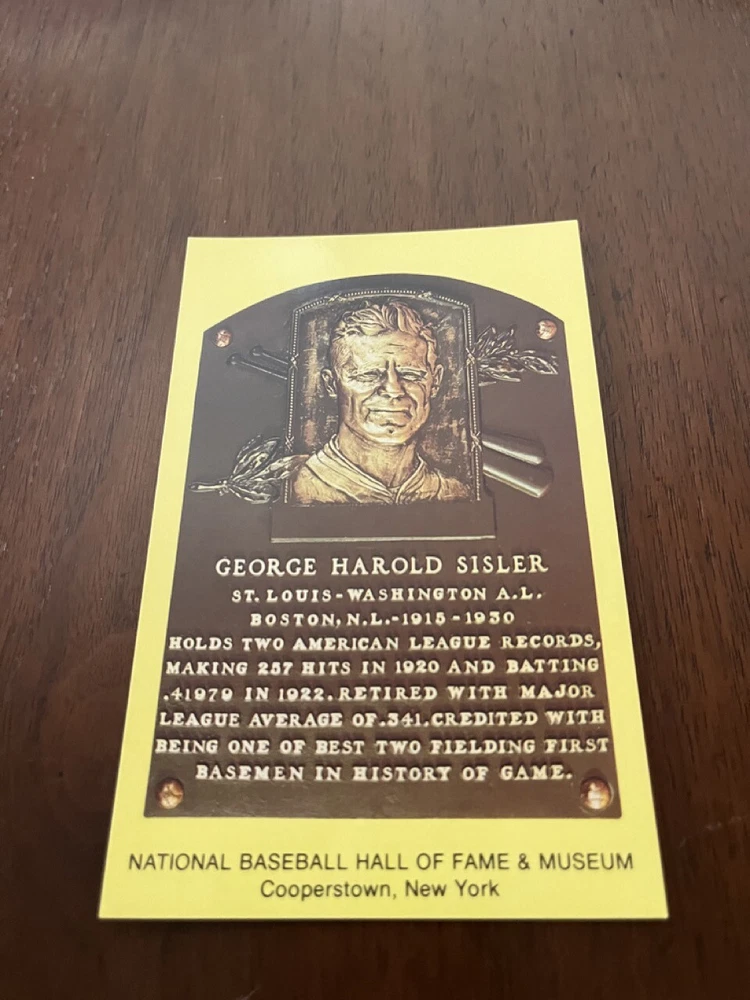 GEORGE HAROLD SISLER
ST. LOUIS-WASHINGTON A.L.
BOSTON, N.L.-1915-1930
HOLDS TWO AMERICAN LEAGUE RECORDS,
MAKING 257 HITS IN 1920 AND BATTING
.41979 IN 1922. RETIRED WITH MAJOR
LEAGUE AVERAGE OF .341. CREDITED WITH
BEING ONE OF BEST TWO FIELDING FIRST
BASEMEN IN HISTORY OF GAME.
NATIONAL BASEBALL HALL OF FAME & MUSEUM
Cooperstown, New York